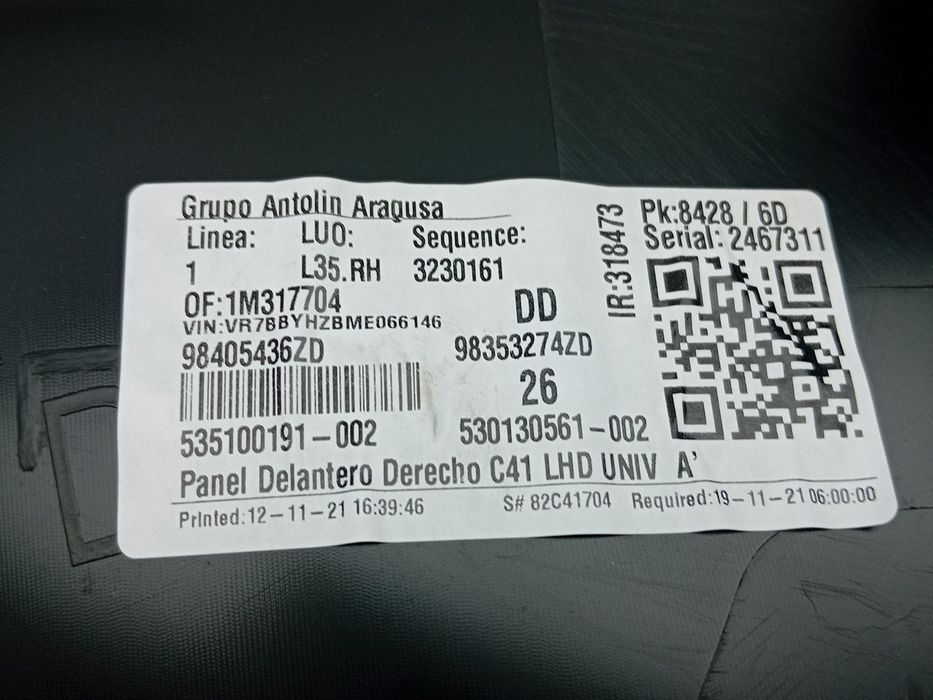 Grupo Antolin Aragusa
Linea: LUO: Sequence:
1 L35.RH 3230161
OF:1M317704 DD
VIN:VR7BBYHZBME066146
98405436ZD 98353274ZD
26
535100191-002 530130561-002
Panel Delantero Derecho C41 LHD UNIV A'
Printed:12-11-21 16:39:46 S# 82C41704 Required:19-11-21 06:00:00
IR:318473
Pk:8428 / 6D
Serial: 2467311